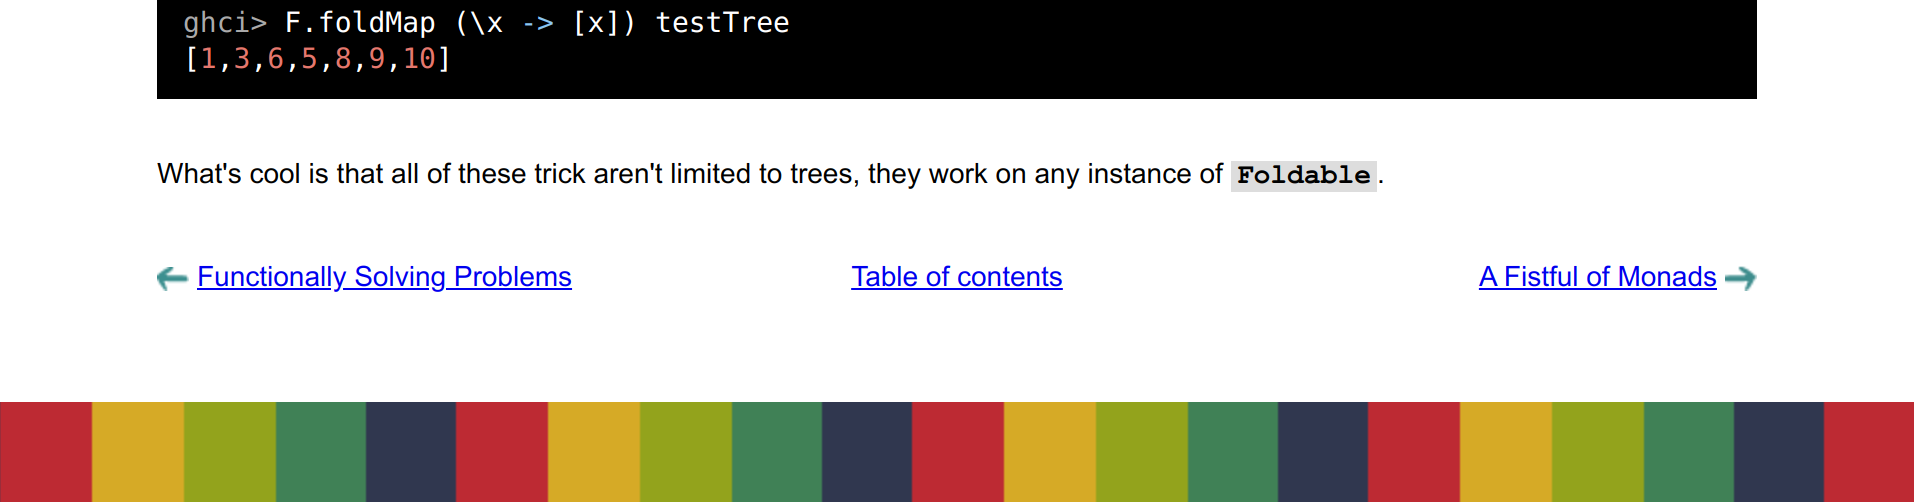 ghci> F.foldMap (\x -> [x]) testTree
[1,3,6,5,8,9,10]
What's cool is that all of these trick aren't limited to trees, they work on any instance of Foldable.
Functionally Solving Problems
Table of contents
A Fistful of Monads